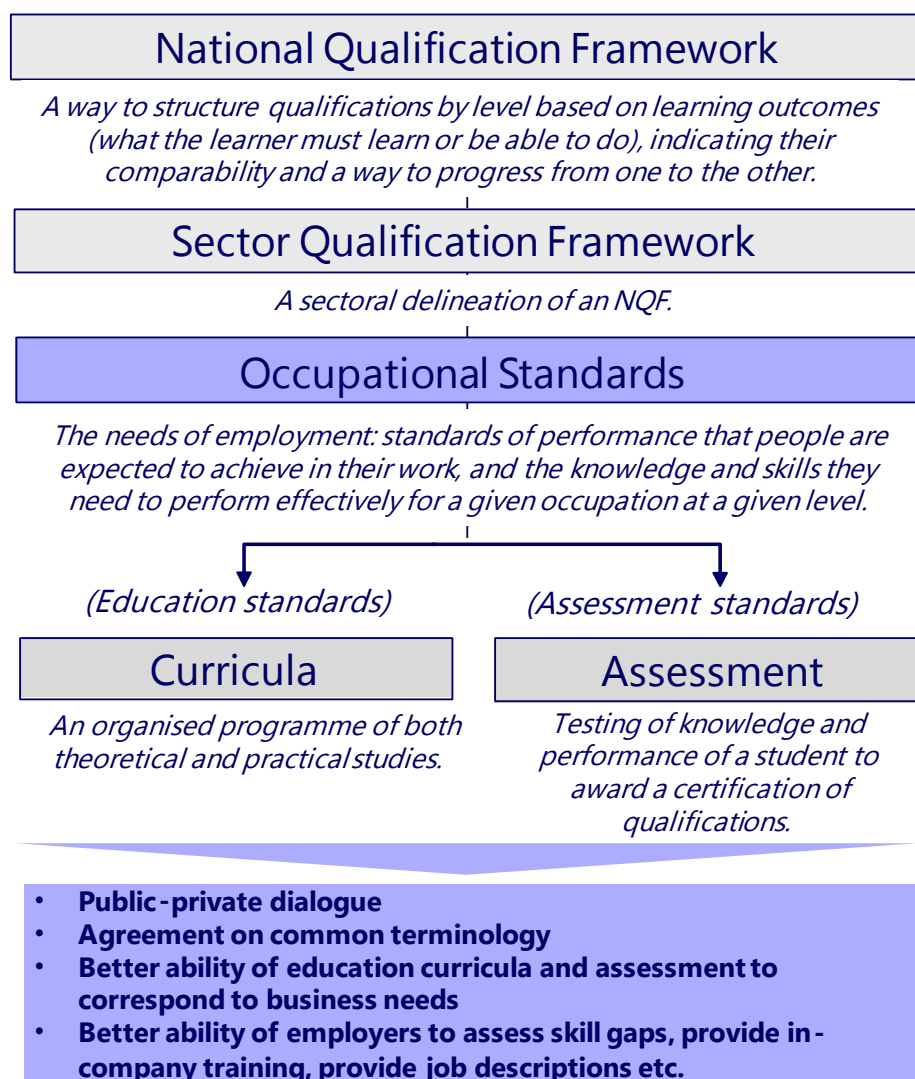 National Qualification Framework
A way to structure qualifications by level based on learning outcomes
(what the learner must learn or be able to do), indicating their
comparability and a way to progress from one to the other.
Sector Qualification Framework
A sectoral delineation of an NQF.
Occupational Standards
The needs of employment: standards of performance that people are
expected to achieve in their work, and the knowledge and skills they
need to perform effectively for a given occupation at a given level.
(Education standards)
(Assessment standards)
Curricula
Assessment
An organised programme of both
theoretical and practical studies.
Testing of knowledge and
performance of a student to
award a certification of
qualifications.
• Public-private dialogue
• Agreement on common terminology
• Better ability of education curricula and assessment to
correspond to business needs
• Better ability of employers to assess skill gaps, provide in-
company training, provide job descriptions etc.